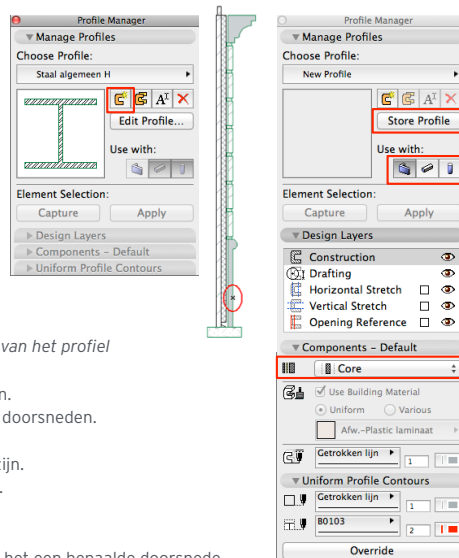 Profile Manager
Manage Profiles
Choose Profile:
Staal algemeen H
Edit Profile...
Use with:
Element Selection:
Capture Apply
Design Layers
Components - Default
Uniform Profile Contours
van het profiel
n.
doorsneden.
zijn.
.
het een bepaalde doorsnede
Profile Manager
Manage Profiles
Choose Profile:
New Profile
Store Profile
Use with:
Element Selection:
Capture Apply
Design Layers
Construction
Drafting
Horizontal Stretch
Vertical Stretch
Opening Reference
Components - Default
Core
Use Building Material
Uniform Various
Afw.-Plastic laminaat
Getrokken lijn 1
Uniform Profile Contours
Getrokken lijn 1
B0103 2
Override